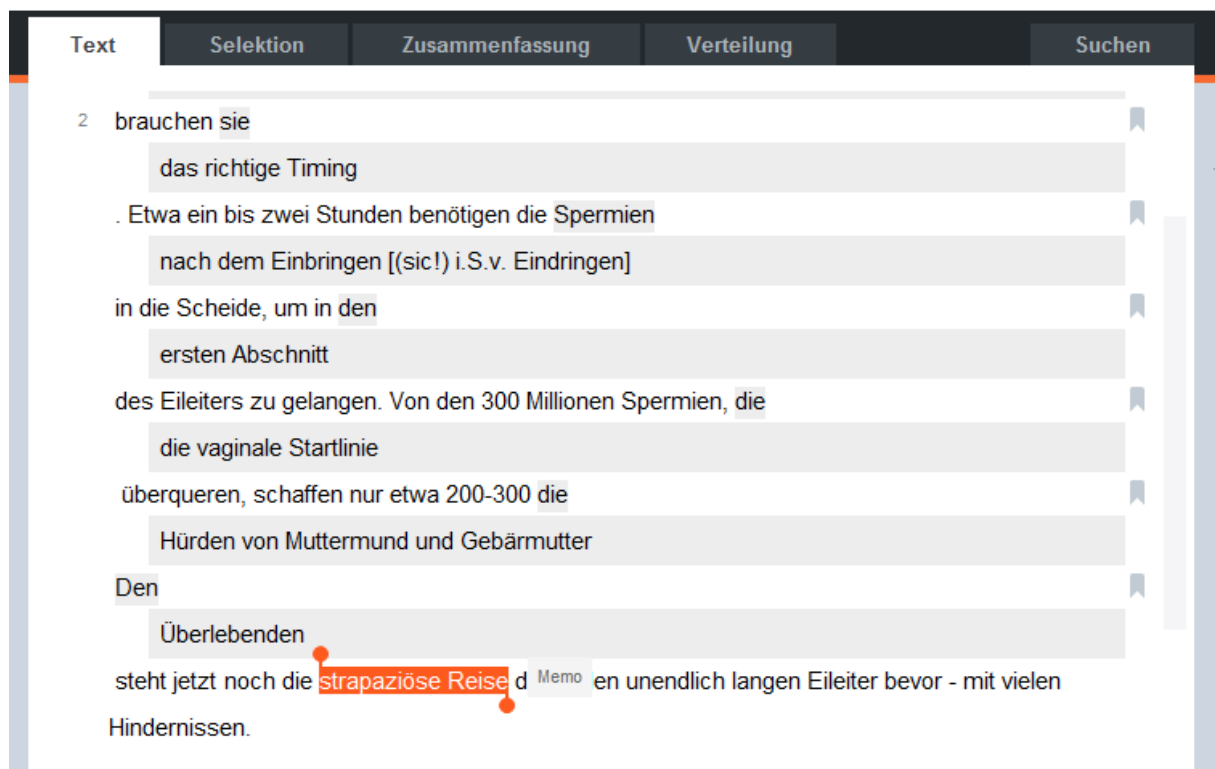 Text Selektion Zusammenfassung Verteilung Suchen
2 brauchen sie
das richtige Timing
. Etwa ein bis zwei Stunden benötigen die Spermien
nach dem Einbringen [(sic!) i.S.v. Eindringen]
in die Scheide, um in den
ersten Abschnitt
des Eileiters zu gelangen. Von den 300 Millionen Spermien, die
die vaginale Startlinie
überqueren, schaffen nur etwa 200-300 die
Hürden von Muttermund und Gebärmutter
Den
Überlebenden
steht jetzt noch die strapaziöse Reise d Memo en unendlich langen Eileiter bevor - mit vielen
Hindernissen.